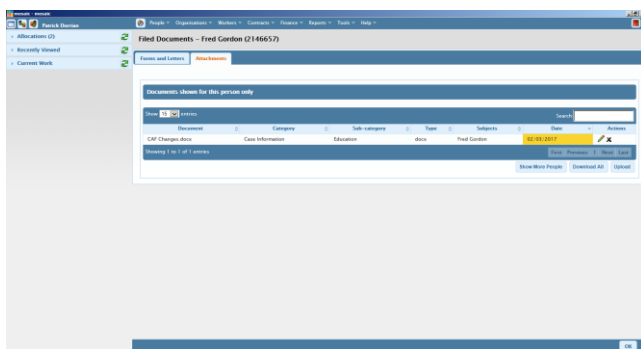 mosaic - mosaic
Patrick Dornan
People Organisations Workers Contracts Finance Reports Tools Help
Allocations (2)
Recently Viewed
Current Work
Filed Documents - Fred Gordon (2146657)
Forms and Letters Attachments
Documents shown for this person only
Show 15 entries Search:
Document Category Sub-category Type Subjects Date Actions
CAF Changes.docx Case Information Education docx Fred Gordon 02/03/2017
Showing 1 to 1 of 1 entries First Previous 1 Next Last
Show More People Download All Upload
OK